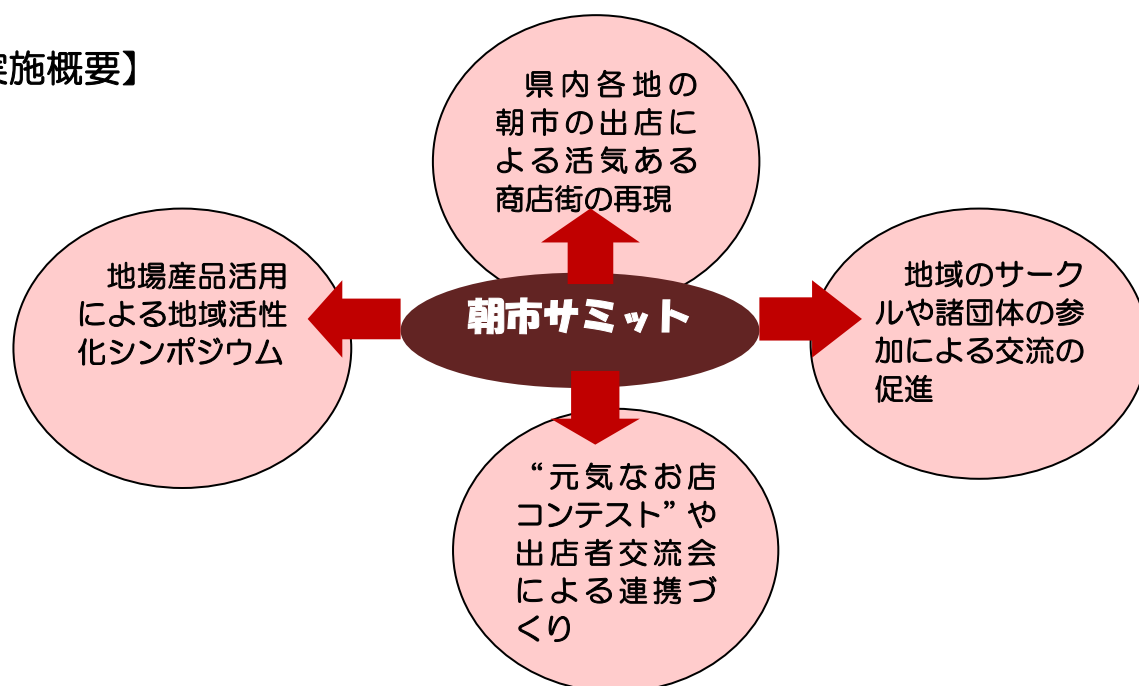 実施概要】
県内各地の
朝市の出店に
よる活気ある
商店街の再現
地場産品活用
による地域活性
化シンポジウム
朝市サミット
地域のサーク
ルや諸団体の参
加による交流の
促進
“元気なお店
コンテスト”や
出店者交流会
による連携づ
くり